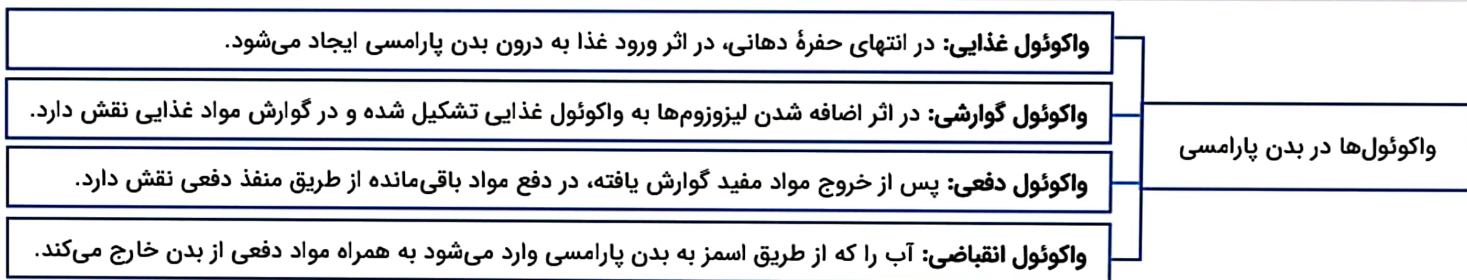 واکوئول‌ها در بدن پارامسی
واکوئول غذایی: در انتهای حفرهٔ دهانی، در اثر ورود غذا به درون بدن پارامسی ایجاد می‌شود.
واکوئول گوارشی: در اثر اضافه شدن لیزوزوم‌ها به واکوئول غذایی تشکیل شده و در گوارش مواد غذایی نقش دارد.
واکوئول دفعی: پس از خروج مواد مفید گوارش یافته، در دفع مواد باقی‌مانده از طریق منفذ دفعی نقش دارد.
واکوئول انقباضی: آب را که از طریق اسمز به بدن پارامسی وارد می‌شود به همراه مواد دفعی از بدن خارج می‌کند.